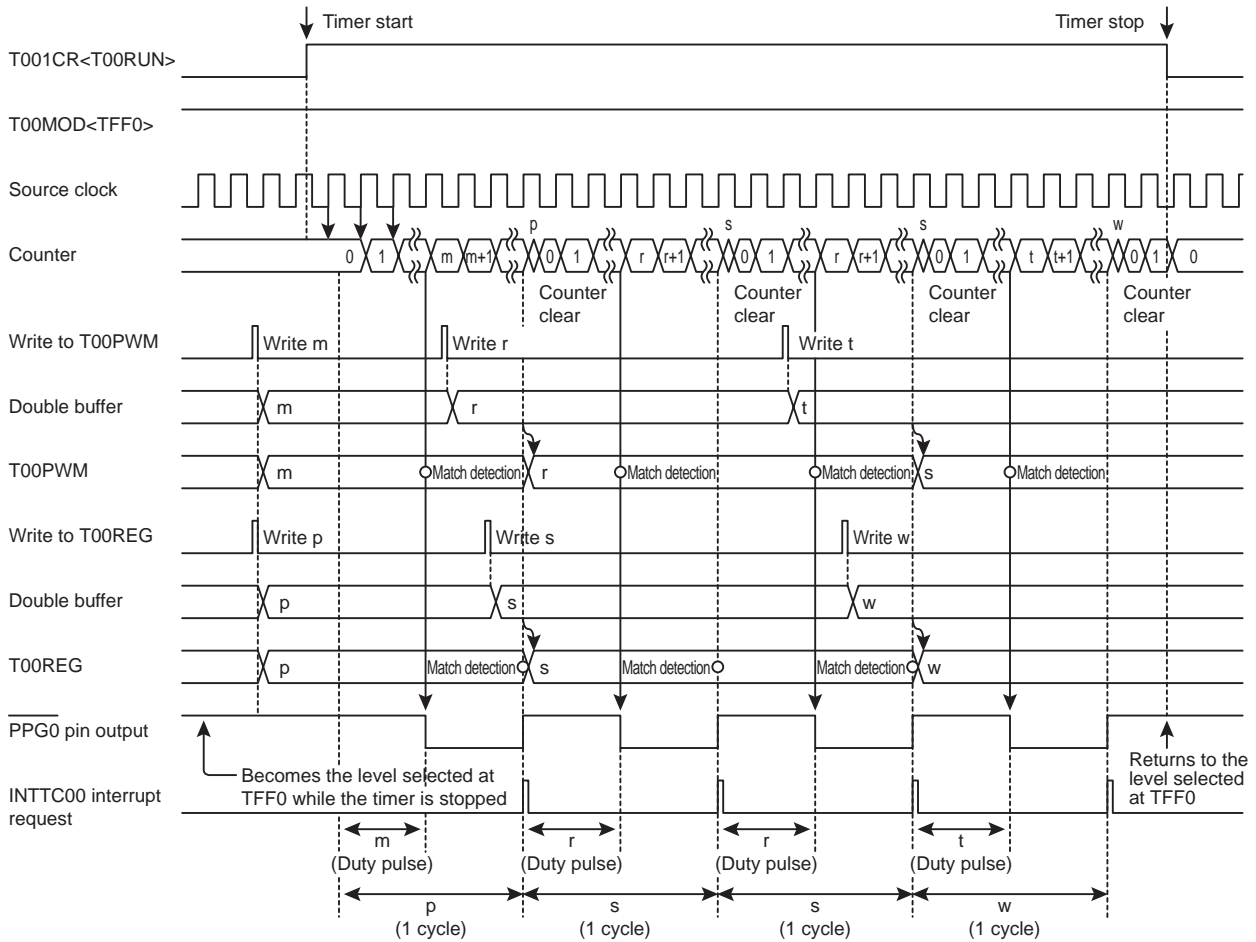 Timer start Timer stop
T001CR<T00RUN>
T00MOD<TFF0>
Source clock
p s s w
Counter 0 1 m m+1 0 1 r r+1 0 1 r r+1 0 1 t t+1 0 1 0
Counter clear Counter clear Counter clear Counter clear
Write to T00PWM Write m Write r Write t
Double buffer m r t
T00PWM m Match detection r Match detection Match detection s Match detection
Write to T00REG Write p Write s Write w
Double buffer p s w
T00REG p Match detection s Match detection Match detection w
PPG0 pin output
Becomes the level selected at TFF0 while the timer is stopped
Returns to the level selected at TFF0
INTTC00 interrupt request
m r r t
(Duty pulse) (Duty pulse) (Duty pulse) (Duty pulse)
p s s w
(1 cycle) (1 cycle) (1 cycle) (1 cycle)